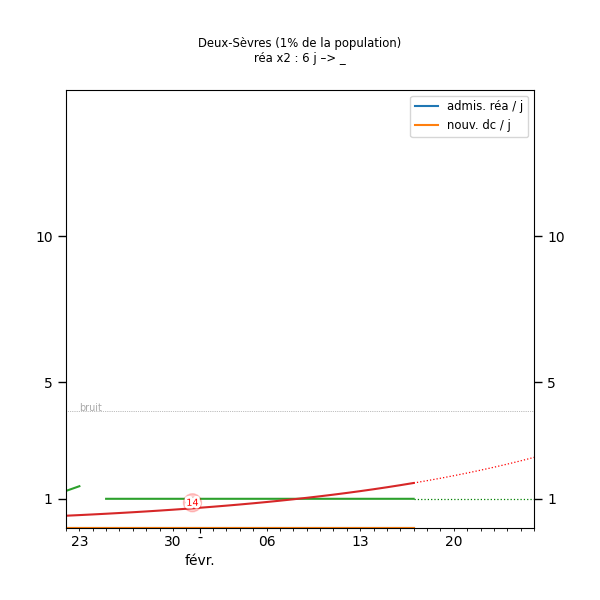 Deux-Sèvres (1% de la population)
réa x2 : 6 j –> _
admis. réa / j
nouv. dc / j
10 10
5 5
bruit
14
1 1
23 30 - 06 13 20
févr.